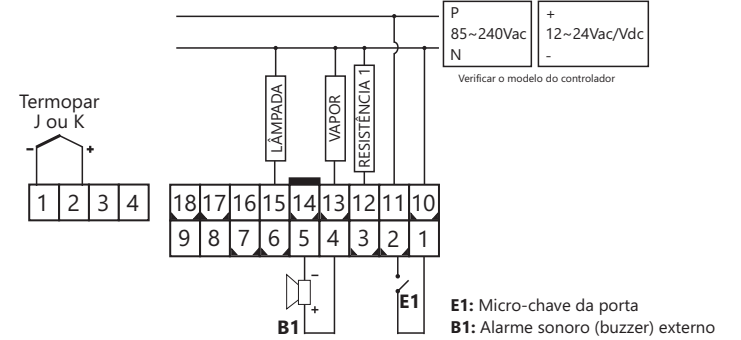 P
85~240Vac
N
+
12~24Vac/Vdc
-
Verificar o modelo do controlador
LÂMPADA
VAPOR
RESISTÊNCIA 1
Termopar
J ou K
- +
1 2 3 4
18 17 16 15 14 13 12 11 10
9 8 7 6 5 4 3 2 1
-
+
B1
E1
E1: Micro-chave da porta
B1: Alarme sonoro (buzzer) externo